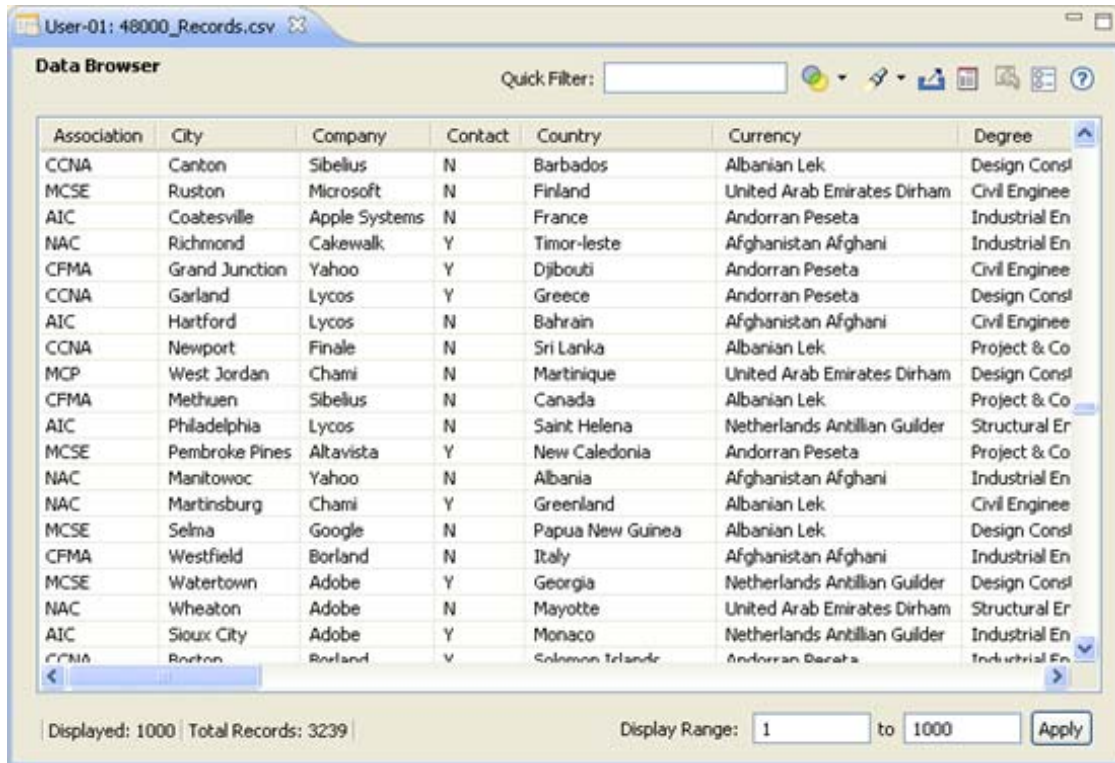 User-01: 48000_Records.csv
Data Browser
Quick Filter:
Association City Company Contact Country Currency Degree
CCNA Canton Sibelius N Barbados Albanian Lek Design Const
MCSE Ruston Microsoft N Finland United Arab Emirates Dirham Civil Enginee
AIC Coatesville Apple Systems N France Andorran Peseta Industrial En
NAC Richmond Cakewalk Y Timor-leste Afghanistan Afghani Industrial En
CFMA Grand Junction Yahoo Y Djibouti Andorran Peseta Civil Enginee
CCNA Garland Lycos Y Greece Andorran Peseta Design Const
AIC Hartford Lycos N Bahrain Afghanistan Afghani Civil Enginee
CCNA Newport Finale N Sri Lanka Albanian Lek Project & Co
MCP West Jordan Chami N Martinique United Arab Emirates Dirham Design Const
CFMA Methuen Sibelius N Canada Albanian Lek Project & Co
AIC Philadelphia Lycos N Saint Helena Netherlands Antillian Guilder Structural Er
MCSE Pembroke Pines Altavista Y New Caledonia Andorran Peseta Project & Co
NAC Manitowoc Yahoo N Albania Afghanistan Afghani Industrial En
NAC Martinsburg Chami Y Greenland Albanian Lek Civil Enginee
MCSE Selma Google N Papua New Guinea Albanian Lek Design Const
CFMA Westfield Borland N Italy Afghanistan Afghani Industrial En
MCSE Watertown Adobe Y Georgia Netherlands Antillian Guilder Design Const
NAC Wheaton Adobe N Mayotte United Arab Emirates Dirham Structural Er
AIC Sioux City Adobe Y Monaco Netherlands Antillian Guilder Industrial En
CCNA Boston Borland Y Solomon Islands Andorran Peseta Industrial En
Displayed: 1000 Total Records: 3239 Display Range: 1 to 1000 Apply